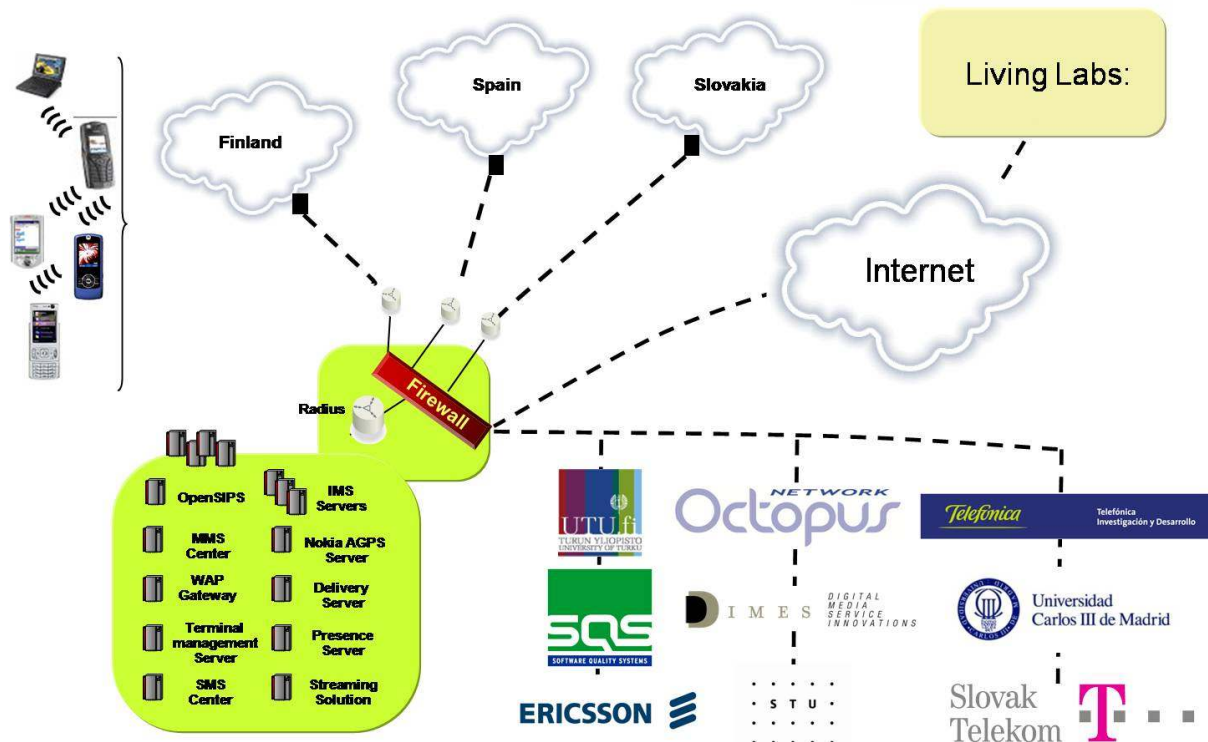 Finland
Spain
Slovakia
Living Labs:
Internet
Firewall
Radius
OpenSIPS
IMS
Servers
MMS
Center
Nokia AGPS
Server
WAP
Gateway
Delivery
Server
Terminal
management
Server
Presence
Server
SMS
Center
Streaming
Solution
UTU.fi
TURUN YLIOPISTO
UNIVERSITY OF TURKU
NETWORK
Octopus
Telefónica
Telefónica
Investigación y Desarrollo
SQS
SOFTWARE QUALITY SYSTEMS
DIMES
DIGITAL
MEDIA
SERVICE
INNOVATIONS
Universidad
Carlos III de Madrid
ERICSSON
STU
Slovak
Telekom
T